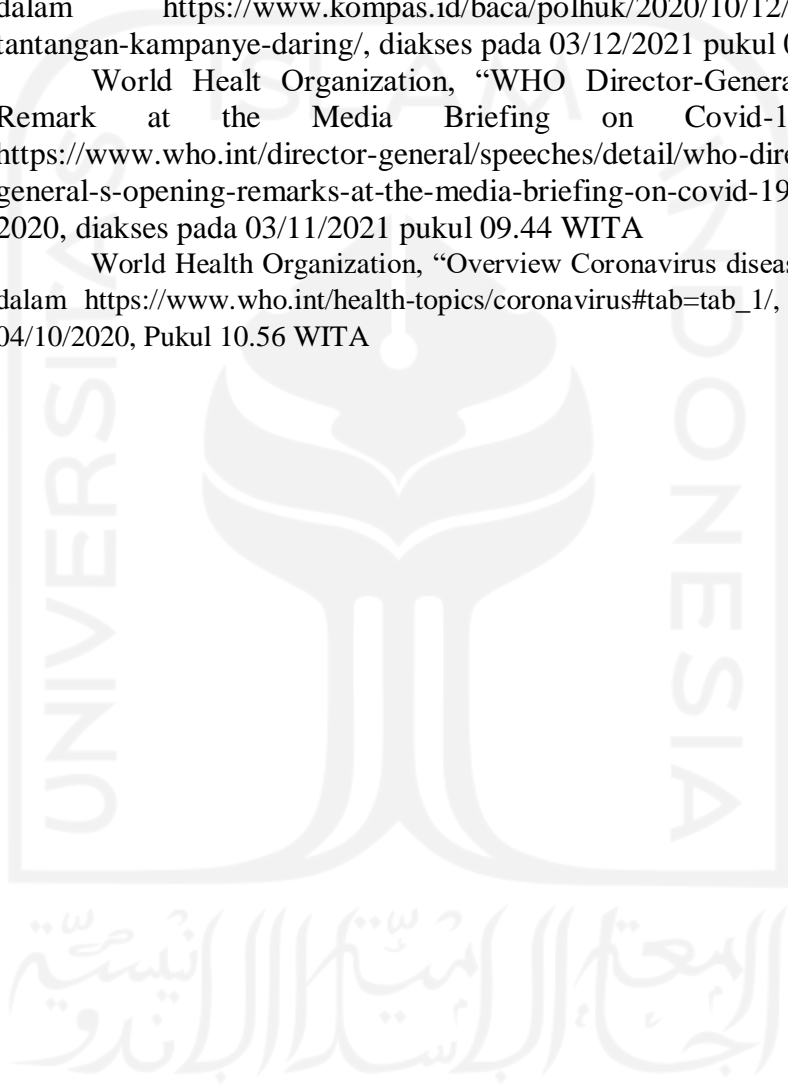 dalam https://www.kompas.id/baca/polhuk/2020/10/12/
tantangan-kampanye-daring/, diakses pada 03/12/2021 pukul
World Healt Organization, “WHO Director-Genera
Remark at the Media Briefing on Covid-1
https://www.who.int/director-general/speeches/detail/who-dire
general-s-opening-remarks-at-the-media-briefing-on-covid-19
2020, diakses pada 03/11/2021 pukul 09.44 WITA
World Health Organization, “Overview Coronavirus diseas
dalam https://www.who.int/health-topics/coronavirus#tab=tab_1/,
04/10/2020, Pukul 10.56 WITA
ISLAM
UNIVERSITAS
INDONESIA